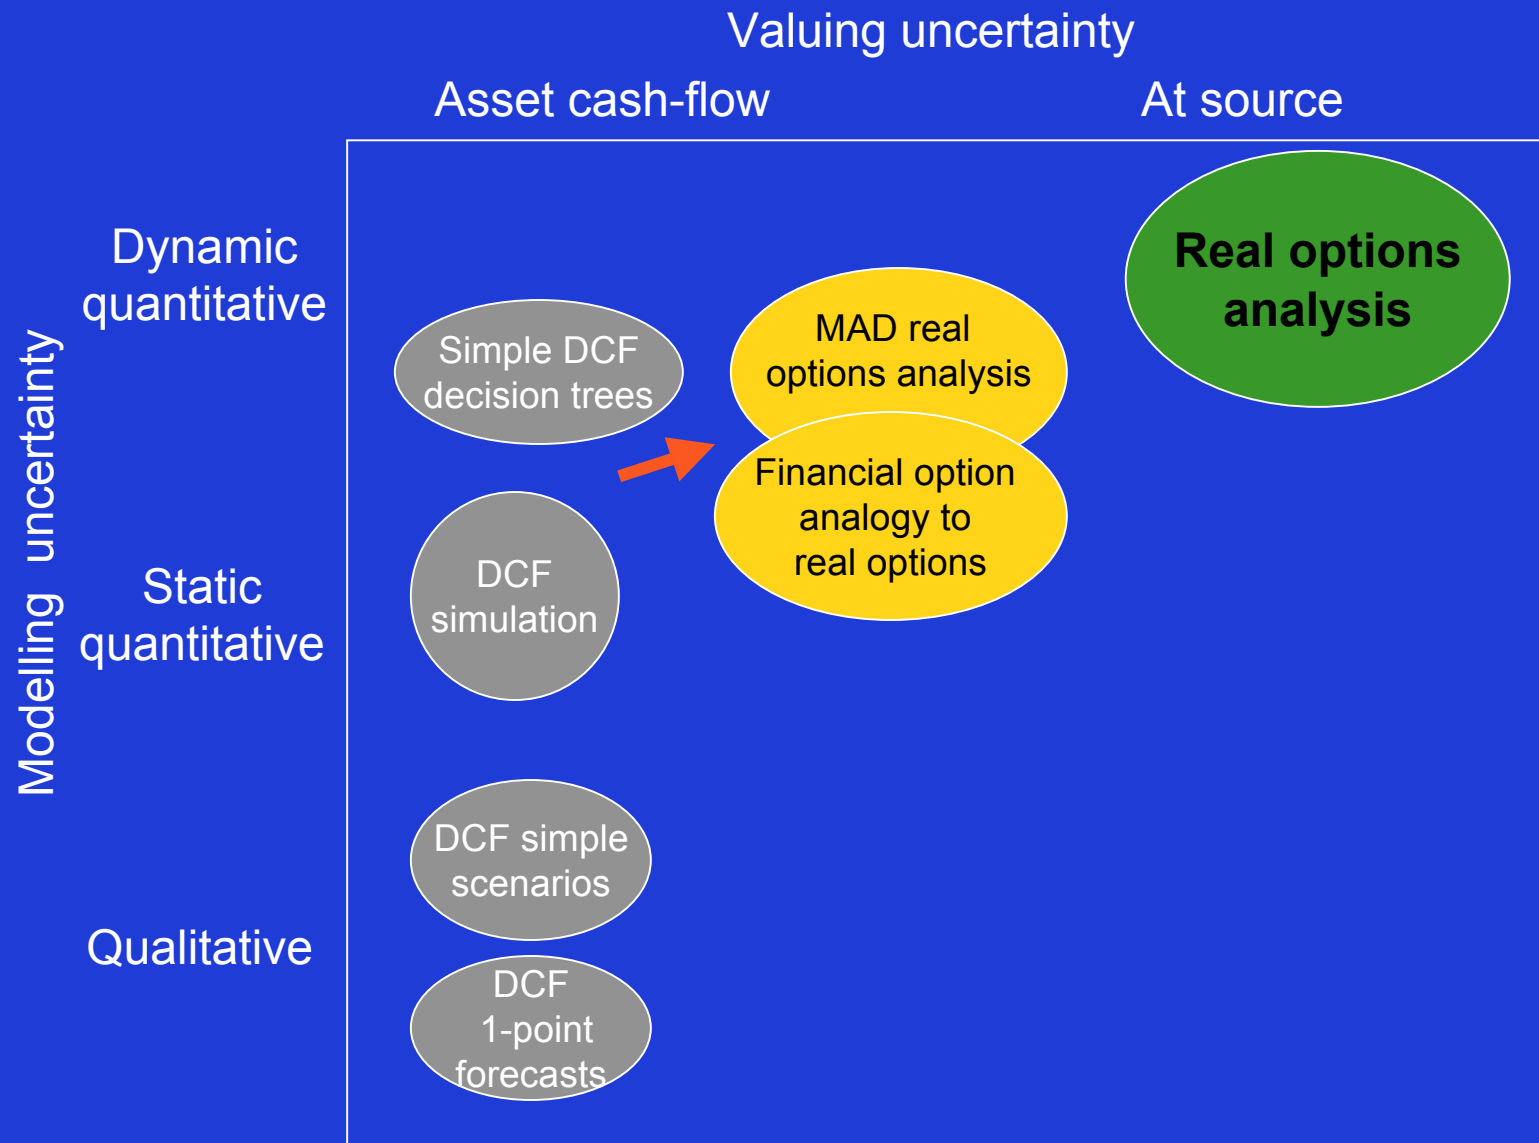 Valuing uncertainty
Asset cash-flow
At source
Modelling uncertainty
Dynamic
quantitative
Static
quantitative
Qualitative
Simple DCF
decision trees
MAD real
options analysis
Real options
analysis
Financial option
analogy to
real options
DCF
simulation
DCF simple
scenarios
DCF
1-point
forecasts